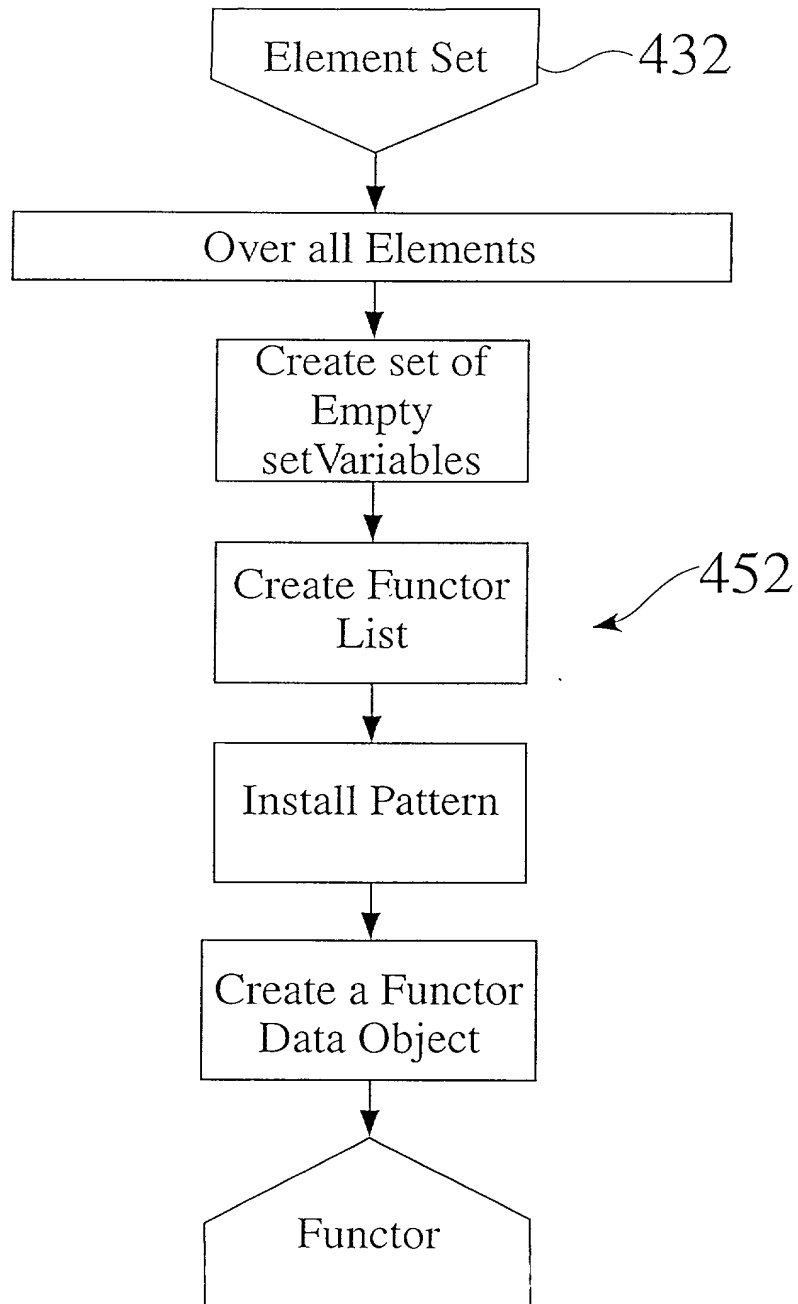 Element Set
432
Over all Elements
Create set of
Empty
setVariables
Create Functor
List
452
Install Pattern
Create a Functor
Data Object
Functor